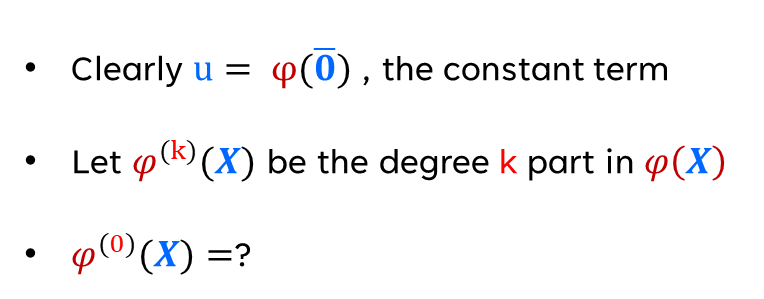 • Clearly u = φ(0̅) , the constant term
• Let φ⁽ᵏ⁾(X) be the degree k part in φ(X)
• φ⁽⁰⁾(X) =?